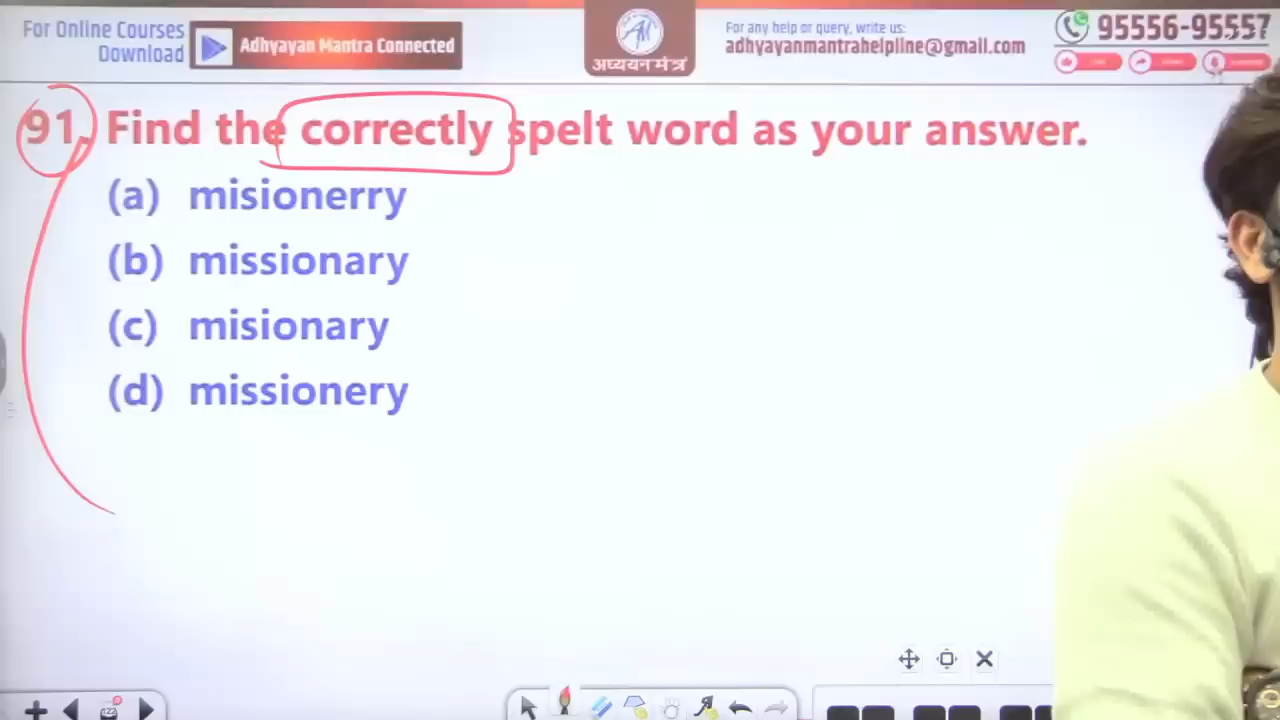 For Online Courses
Download
Adhyayan Mantra Connected
अध्ययन मंत्रं
For any help or query, write us:
adhyayanmantrahelpline@gmail.com
95556-95557
91. Find the correctly spelt word as your answer.
(a) misionerry
(b) missionary
(c) misionary
(d) missionery